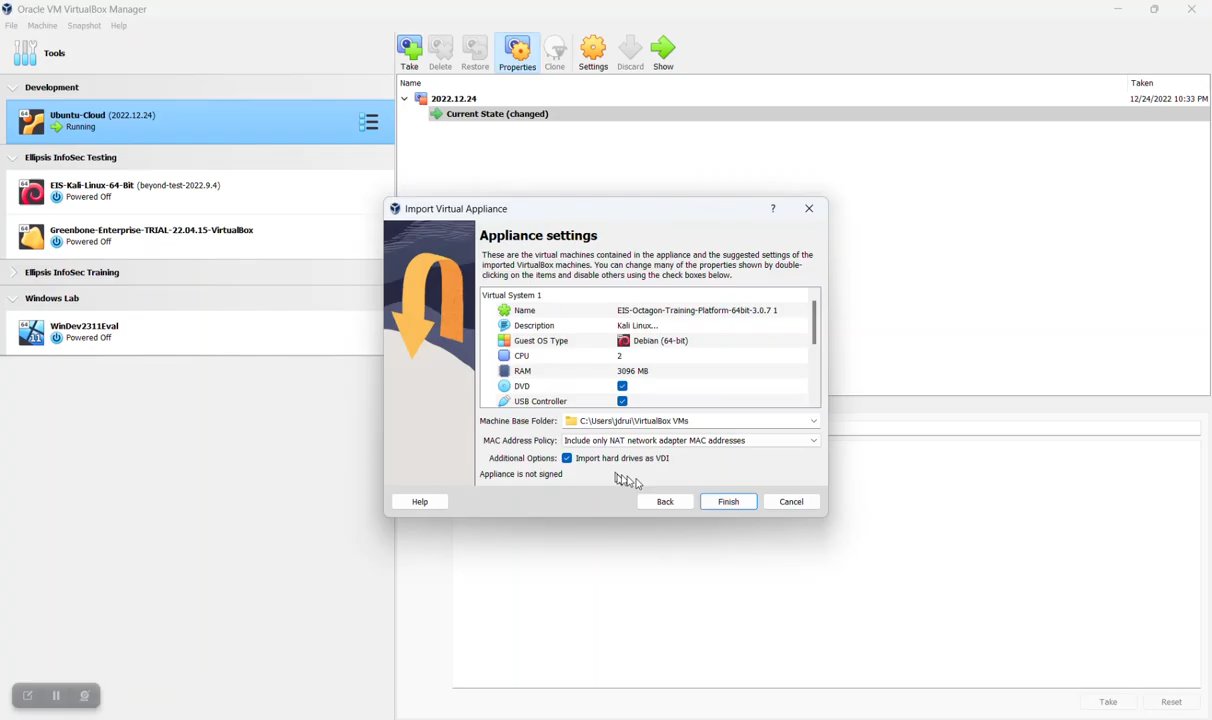 Oracle VM VirtualBox Manager
File Machine Snapshot Help
Tools
Take Delete Restore Properties Clone Settings Discard Show
Development
Ubuntu-Cloud (2022.12.24)
Running
Ellipsis InfoSec Testing
EIS-Kali-Linux-64-Bit (beyond-test-2022.9.4)
Powered Off
Greenbone-Enterprise-TRIAL-22.04.15-VirtualBox
Powered Off
Ellipsis InfoSec Training
Windows Lab
WinDev2311Eval
Powered Off
Name Taken
2022.12.24 12/24/2022 10:33 PM
Current State (changed)
Import Virtual Appliance
?
Appliance settings
These are the virtual machines contained in the appliance and the suggested settings of the
imported VirtualBox machines. You can change many of the properties shown by double-
clicking on the items and disable others using the check boxes below.
Virtual System 1
Name EIS-Octagon-Training-Platform-64bit-3.0.7 1
Description Kali Linux...
Guest OS Type Debian (64-bit)
CPU 2
RAM 3096 MB
DVD
USB Controller
Machine Base Folder: C:\Users\jdrui\VirtualBox VMs
MAC Address Policy: Include only NAT network adapter MAC addresses
Additional Options: Import hard drives as VDI
Appliance is not signed
Help Back Finish Cancel
Take Reset